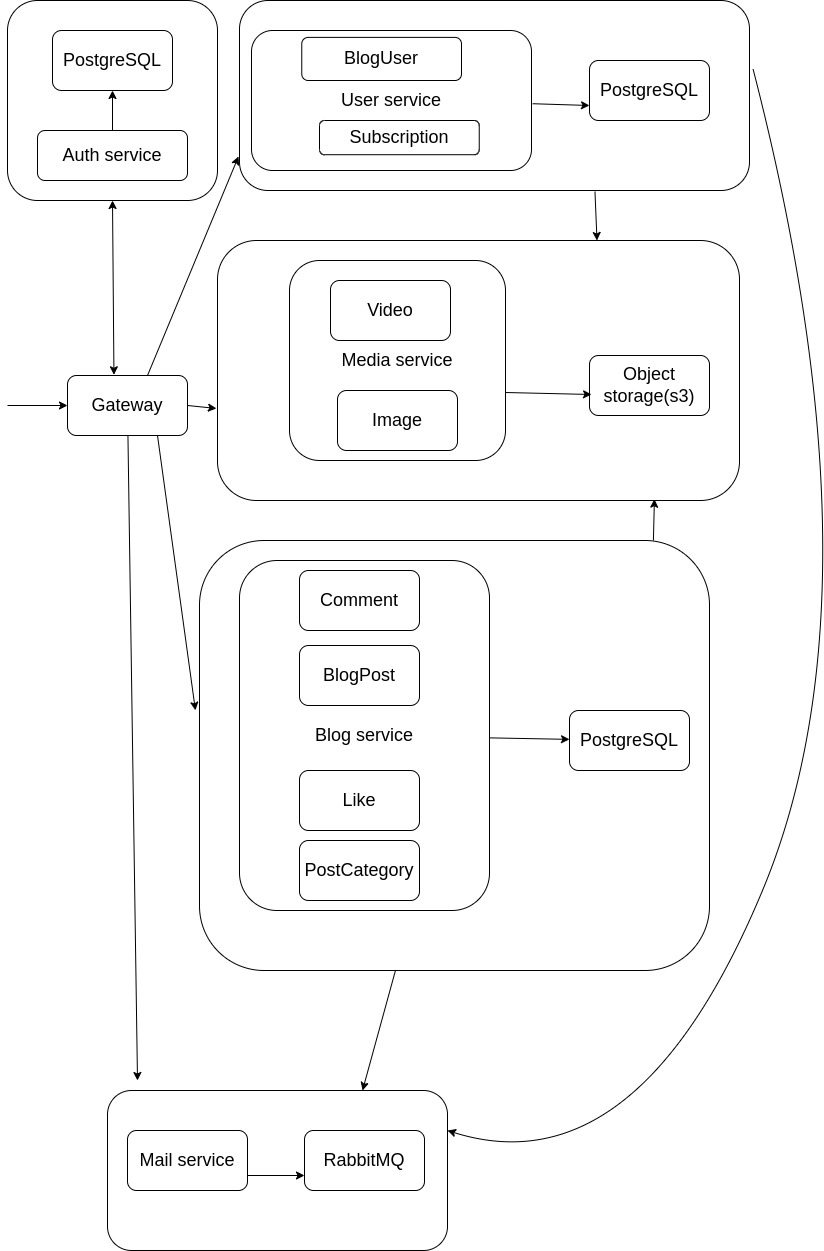 PostgreSQL
Auth service
BlogUser
User service
Subscription
PostgreSQL
Gateway
Video
Media service
Image
Object
storage(s3)
Comment
BlogPost
Blog service
Like
PostCategory
PostgreSQL
Mail service
RabbitMQ